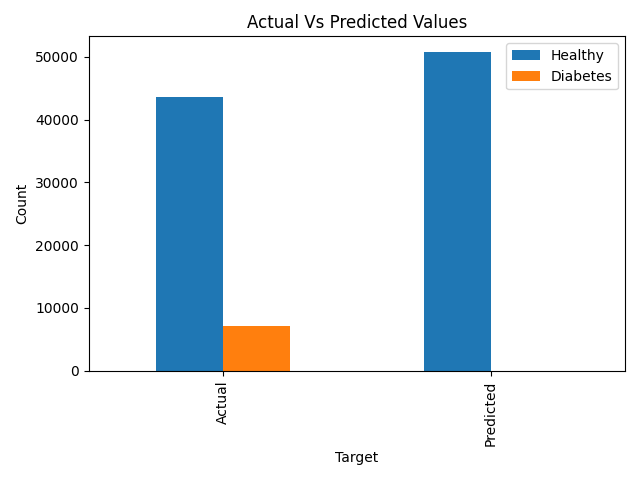 Actual Vs Predicted Values
Healthy
Diabetes
50000
40000
30000
20000
10000
0
Count
Actual
Predicted
Target